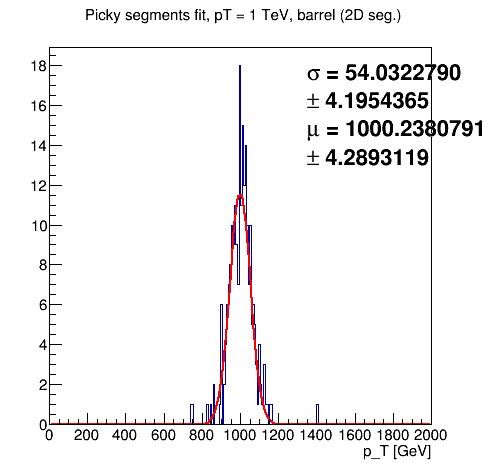 Picky segments fit, pT = 1 TeV, barrel (2D seg.)
σ = 54.0322790
± 4.1954365
μ = 1000.2380791
± 4.2893119
18
16
14
12
10
8
6
4
2
0
0 200 400 600 800 1000 1200 1400 1600 1800 2000
p_T [GeV]